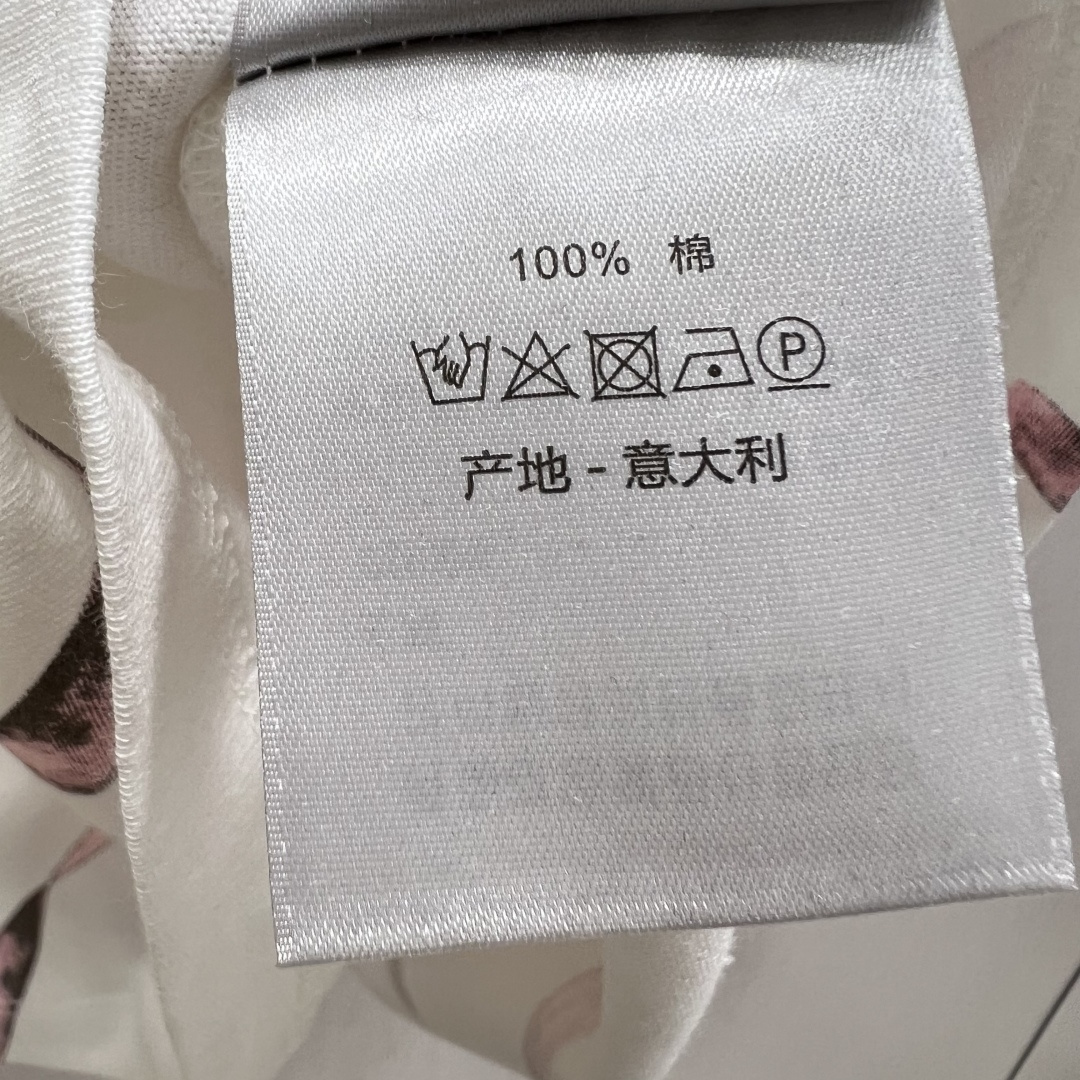 100% 棉
P
产地 - 意大利